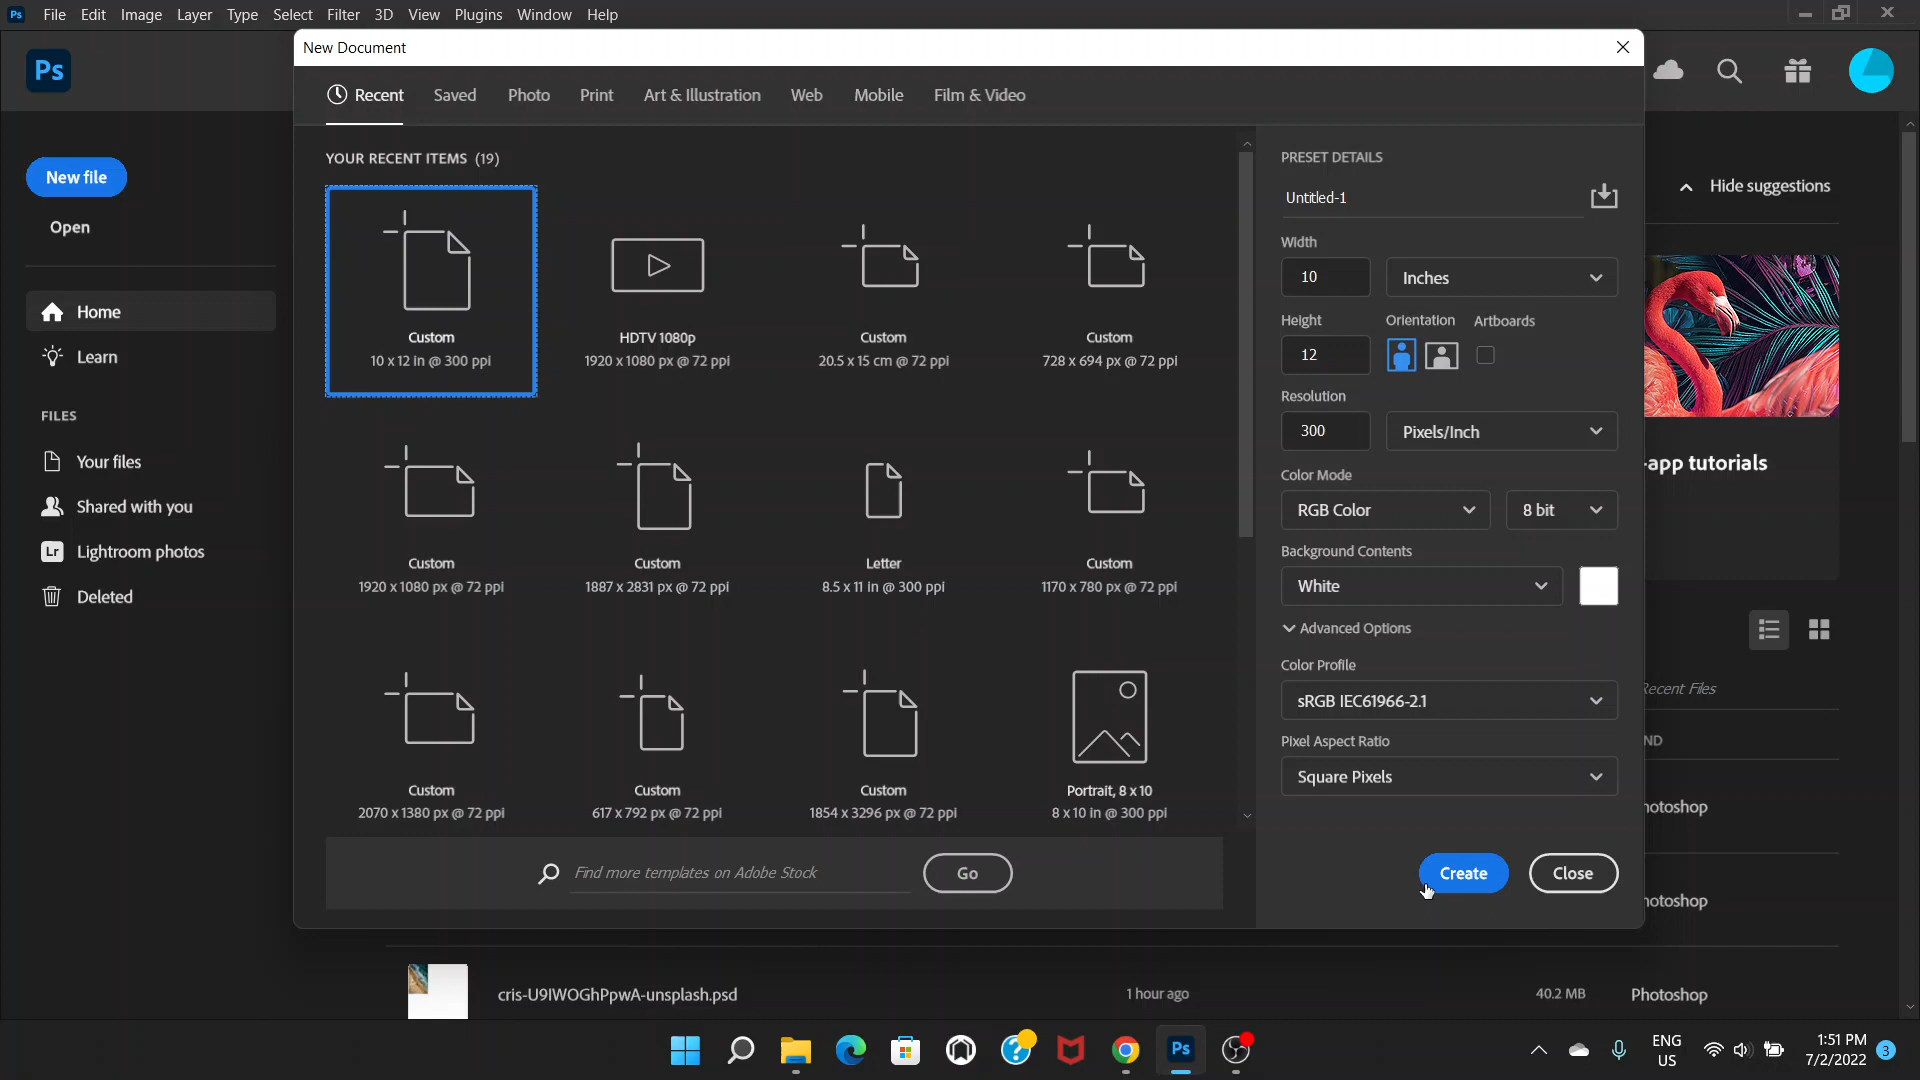 Ps File Edit Image Layer Type Select Filter 3D View Plugins Window Help
New Document
Ps
Recent Saved Photo Print Art & Illustration Web Mobile Film & Video
New file
Open
Home
Learn
FILES
Your files
Shared with you
Lr Lightroom photos
Deleted
YOUR RECENT ITEMS (19)
Custom
10 x 12 in @ 300 ppi
HDTV 1080p
1920 x 1080 px @ 72 ppi
Custom
20.5 x 15 cm @ 72 ppi
Custom
728 x 694 px @ 72 ppi
Custom
1920 x 1080 px @ 72 ppi
Custom
1887 x 2831 px @ 72 ppi
Letter
8.5 x 11 in @ 300 ppi
Custom
1170 x 780 px @ 72 ppi
Custom
2070 x 1380 px @ 72 ppi
Custom
617 x 792 px @ 72 ppi
Custom
1854 x 3296 px @ 72 ppi
Portrait, 8 x 10
8 x 10 in @ 300 ppi
Find more templates on Adobe Stock Go
PRESET DETAILS
Untitled-1
Width
10 Inches
Height Orientation Artboards
12
Resolution
300 Pixels/Inch
Color Mode
RGB Color 8 bit
Background Contents
White
Advanced Options
Color Profile
sRGB IEC61966-2.1
Pixel Aspect Ratio
Square Pixels
Create Close
Hide suggestions
-app tutorials
Recent Files
ND
hotoshop
hotoshop
cris-U9IWOGhPpwA-unsplash.psd 1 hour ago 40.2 MB Photoshop
Ps
ENG
US
1:51 PM
7/2/2022
3